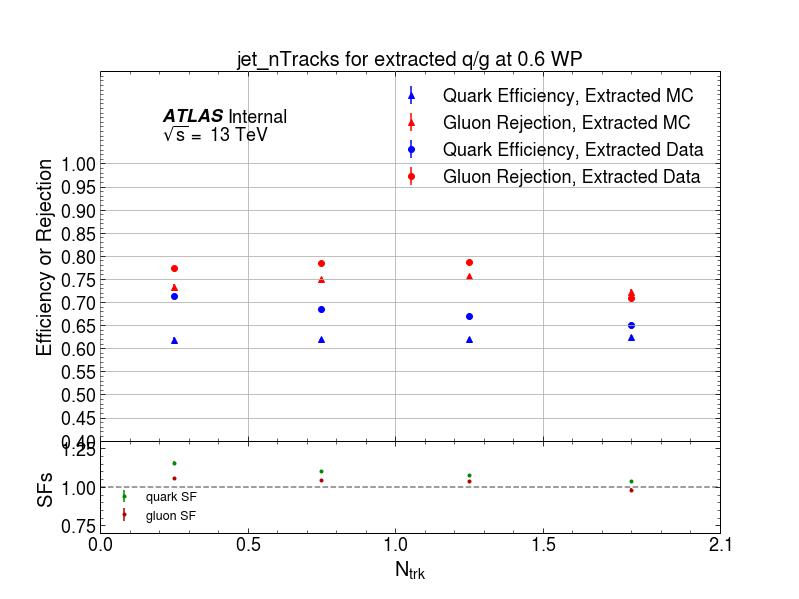 jet_nTracks for extracted q/g at 0.6 WP
ATLAS Internal
√s = 13 TeV
Quark Efficiency, Extracted MC
Gluon Rejection, Extracted MC
Quark Efficiency, Extracted Data
Gluon Rejection, Extracted Data
Efficiency or Rejection
1.00
0.95
0.90
0.85
0.80
0.75
0.70
0.65
0.60
0.55
0.50
0.45
0.40
SFs
1.25
1.00
0.75
quark SF
gluon SF
0.0 0.5 1.0 1.5 2.1
Ntrk